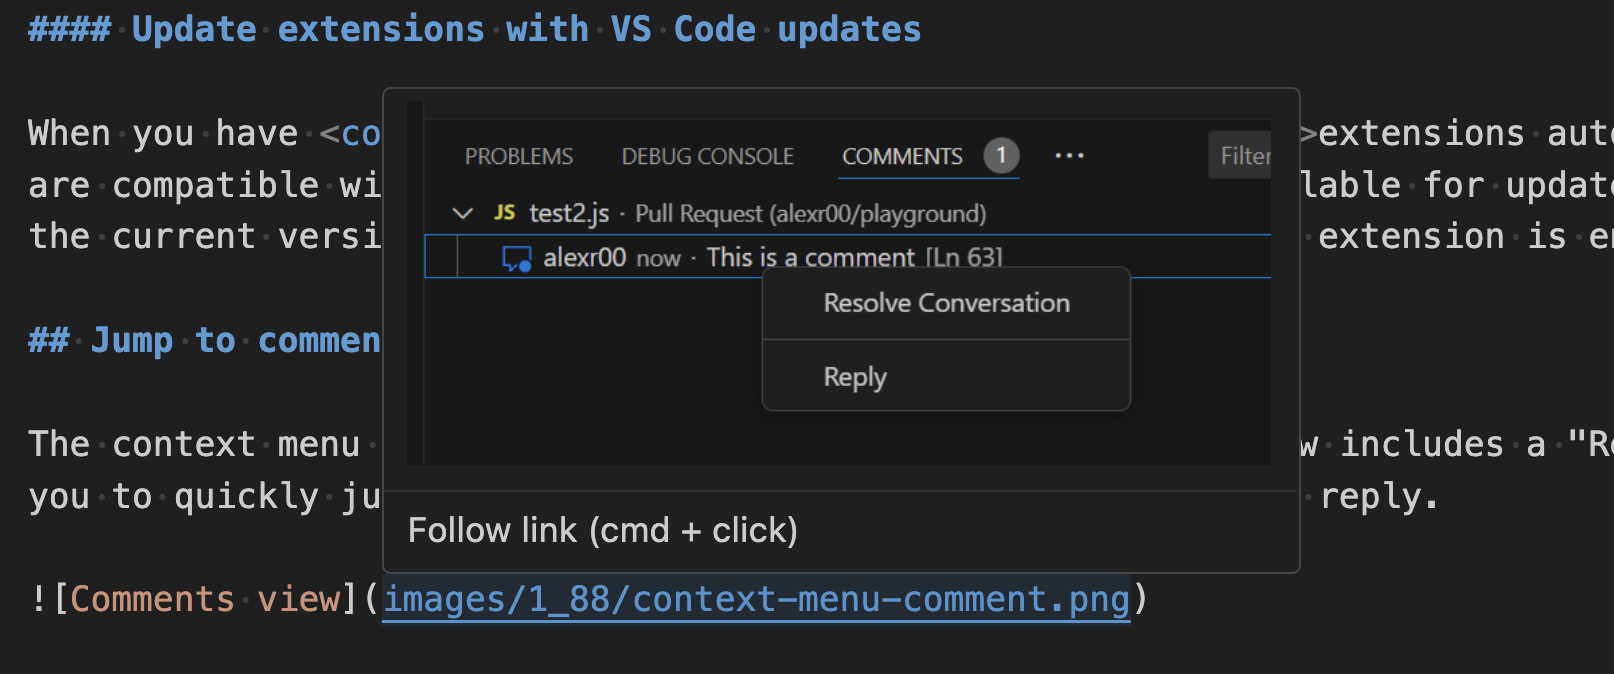 #### Update extensions with VS Code updates
When you have <co
>extensions
are compatible wi
lable for
the current versi
extension is
## Jump to commen
The context menu
w includes a
you to quickly ju
reply.
PROBLEMS DEBUG CONSOLE COMMENTS 1 ··· Filter
JS test2.js · Pull Request (alexr00/playground)
alexr00 now · This is a comment [Ln 63]
Resolve Conversation
Reply
Follow link (cmd + click)
![Comments view](images/1_88/context-menu-comment.png)